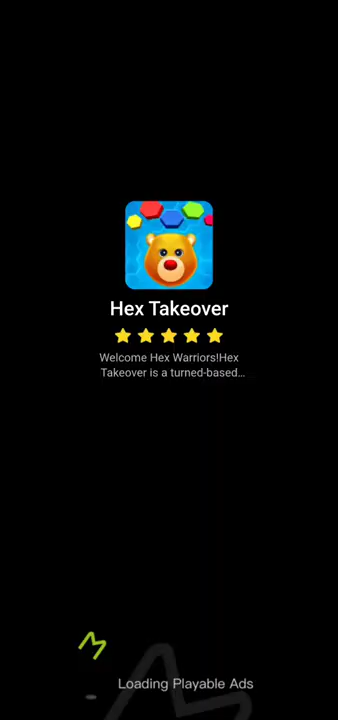 Hex Takeover
Welcome Hex Warriors!Hex
Takeover is a turned-based...
Loading Playable Ads